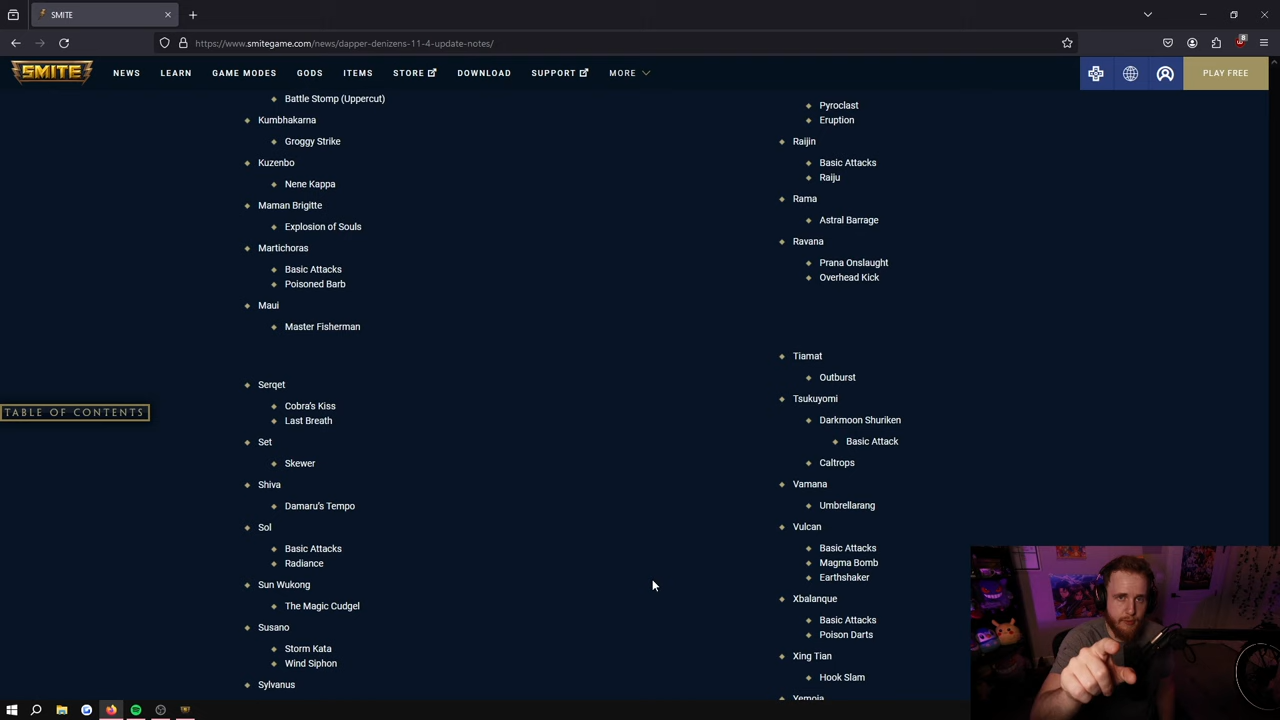 SMITE
https://www.smitegame.com/news/dapper-denizens-11-4-update-notes/
8
SMITE
NEWS
LEARN
GAME MODES
GODS
ITEMS
STORE
DOWNLOAD
SUPPORT
MORE
PLAY FREE
Battle Stomp (Uppercut)
Kumbhakarna
Groggy Strike
Kuzenbo
Nene Kappa
Maman Brigitte
Explosion of Souls
Martichoras
Basic Attacks
Poisoned Barb
Maui
Master Fisherman
TABLE OF CONTENTS
Serqet
Cobra's Kiss
Last Breath
Set
Skewer
Shiva
Damaru's Tempo
Sol
Basic Attacks
Radiance
Sun Wukong
The Magic Cudgel
Susano
Storm Kata
Wind Siphon
Sylvanus
Pyroclast
Eruption
Raijin
Basic Attacks
Raiju
Rama
Astral Barrage
Ravana
Prana Onslaught
Overhead Kick
Tiamat
Outburst
Tsukuyomi
Darkmoon Shuriken
Basic Attack
Caltrops
Vamana
Umbrellarang
Vulcan
Basic Attacks
Magma Bomb
Earthshaker
Xbalanque
Basic Attacks
Poison Darts
Xing Tian
Hook Slam
Yemoja